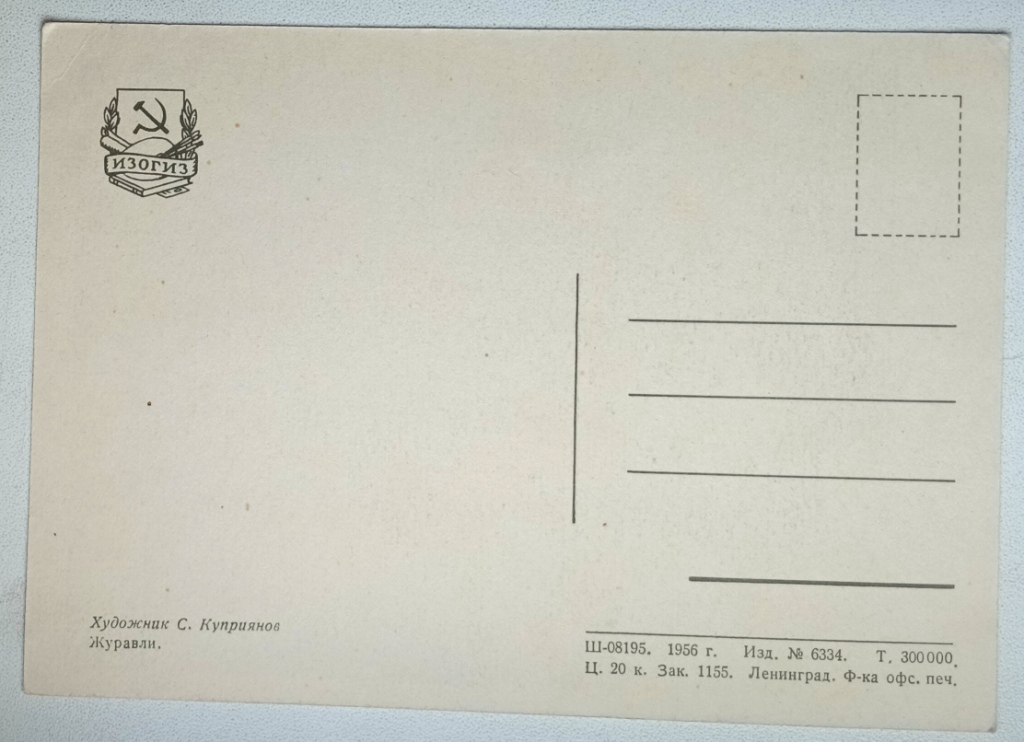 ИЗОГИЗ
Художник С. Куприянов
Журавли.
Ш-08195. 1956 г. Изд. № 6334. Т. 300000.
Ц. 20 к. Зак. 1155. Ленинград. Ф-ка офс. печ.